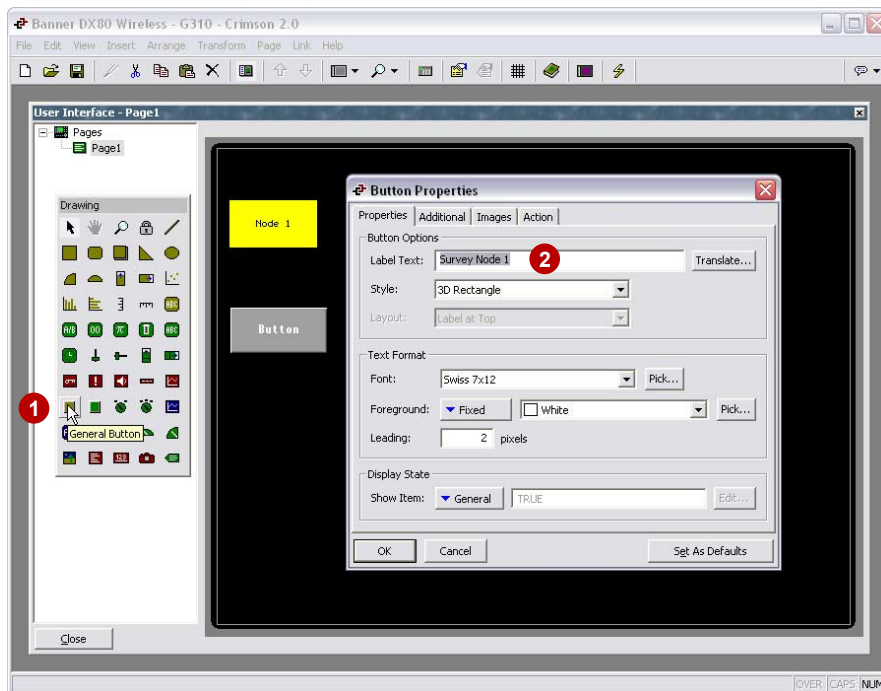 Banner DX80 Wireless - G310 - Crimson 2.0
File Edit View Insert Arrange Transform Page Link Help
User Interface - Page1
Pages
Page1
Drawing
ABC
A/B
ABC
General Button
123
1
Close
Node 1
Button
Button Properties
Properties Additional Images Action
Button Options
Label Text: Survey Node 1 Translate...
2
Style: 3D Rectangle
Layout: Label at Top
Text Format
Font: Swiss 7x12 Pick...
Foreground: Fixed White Pick...
Leading: 2 pixels
Display State
Show Item: General TRUE Edit...
OK Cancel Set As Defaults
OVER CAPS NUM